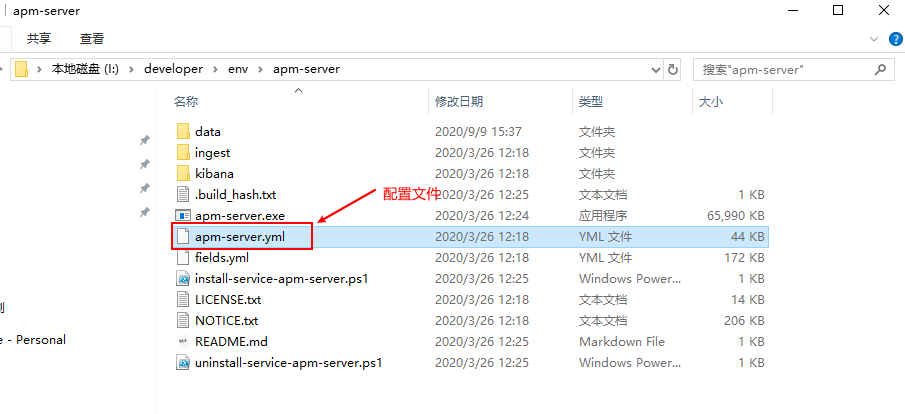 apm-server
共享 查看
本地磁盘 (I:) developer env apm-server 搜索"apm-server"
名称 修改日期 类型 大小
data 2020/9/9 15:37 文件夹
ingest 2020/3/26 12:18 文件夹
kibana 2020/3/26 12:18 文件夹
.build_hash.txt 2020/3/26 12:25 文本文档 1 KB
配置文件
apm-server.exe 2020/3/26 12:24 应用程序 65,990 KB
apm-server.yml 2020/3/26 12:18 YML 文件 44 KB
fields.yml 2020/3/26 12:18 YML 文件 172 KB
install-service-apm-server.ps1 2020/3/26 12:25 Windows Power... 1 KB
LICENSE.txt 2020/3/26 12:18 文本文档 14 KB
NOTICE.txt 2020/3/26 12:18 文本文档 206 KB
e - Personal
README.md 2020/3/26 12:25 Markdown File 1 KB
uninstall-service-apm-server.ps1 2020/3/26 12:25 Windows Power... 1 KB